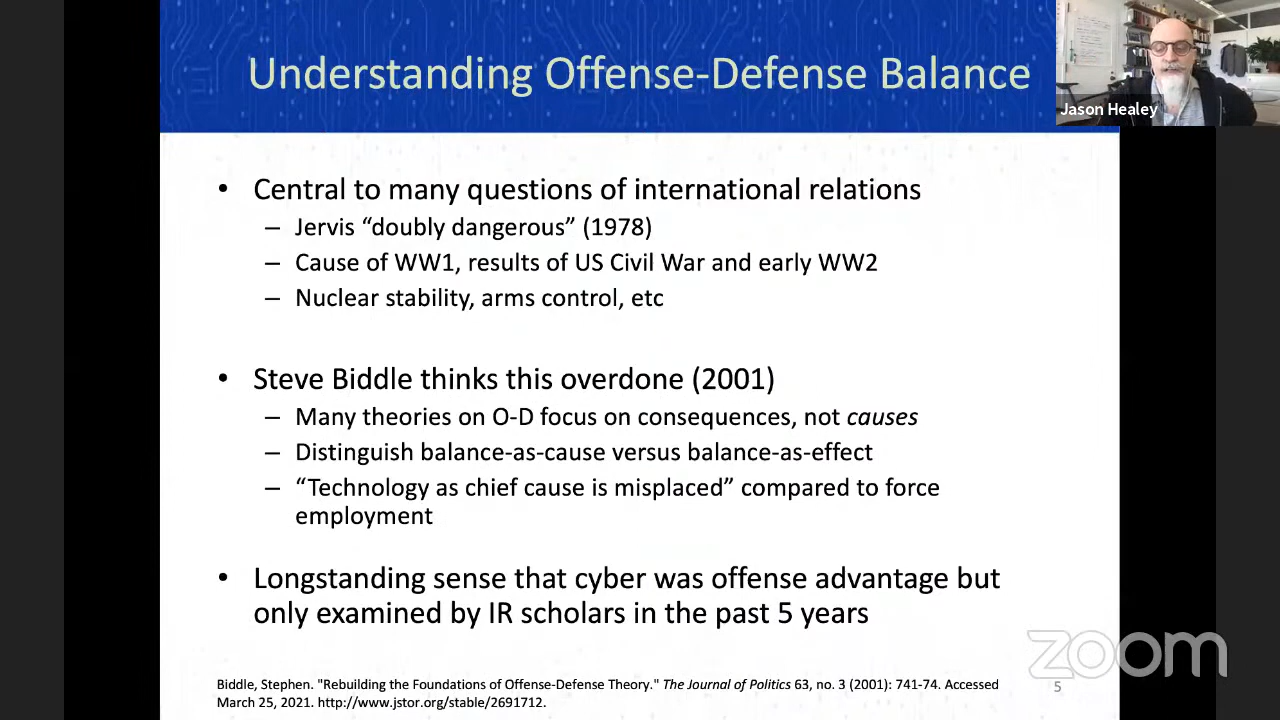 Understanding Offense-Defense Balance
Jason Healey
• Central to many questions of international relations
– Jervis “doubly dangerous” (1978)
– Cause of WW1, results of US Civil War and early WW2
– Nuclear stability, arms control, etc
• Steve Biddle thinks this overdone (2001)
– Many theories on O-D focus on consequences, not causes
– Distinguish balance-as-cause versus balance-as-effect
– “Technology as chief cause is misplaced” compared to force
employment
• Longstanding sense that cyber was offense advantage but
only examined by IR scholars in the past 5 years
zoom
Biddle, Stephen. "Rebuilding the Foundations of Offense-Defense Theory." The Journal of Politics 63, no. 3 (2001): 741-74. Accessed
March 25, 2021. http://www.jstor.org/stable/2691712.
5